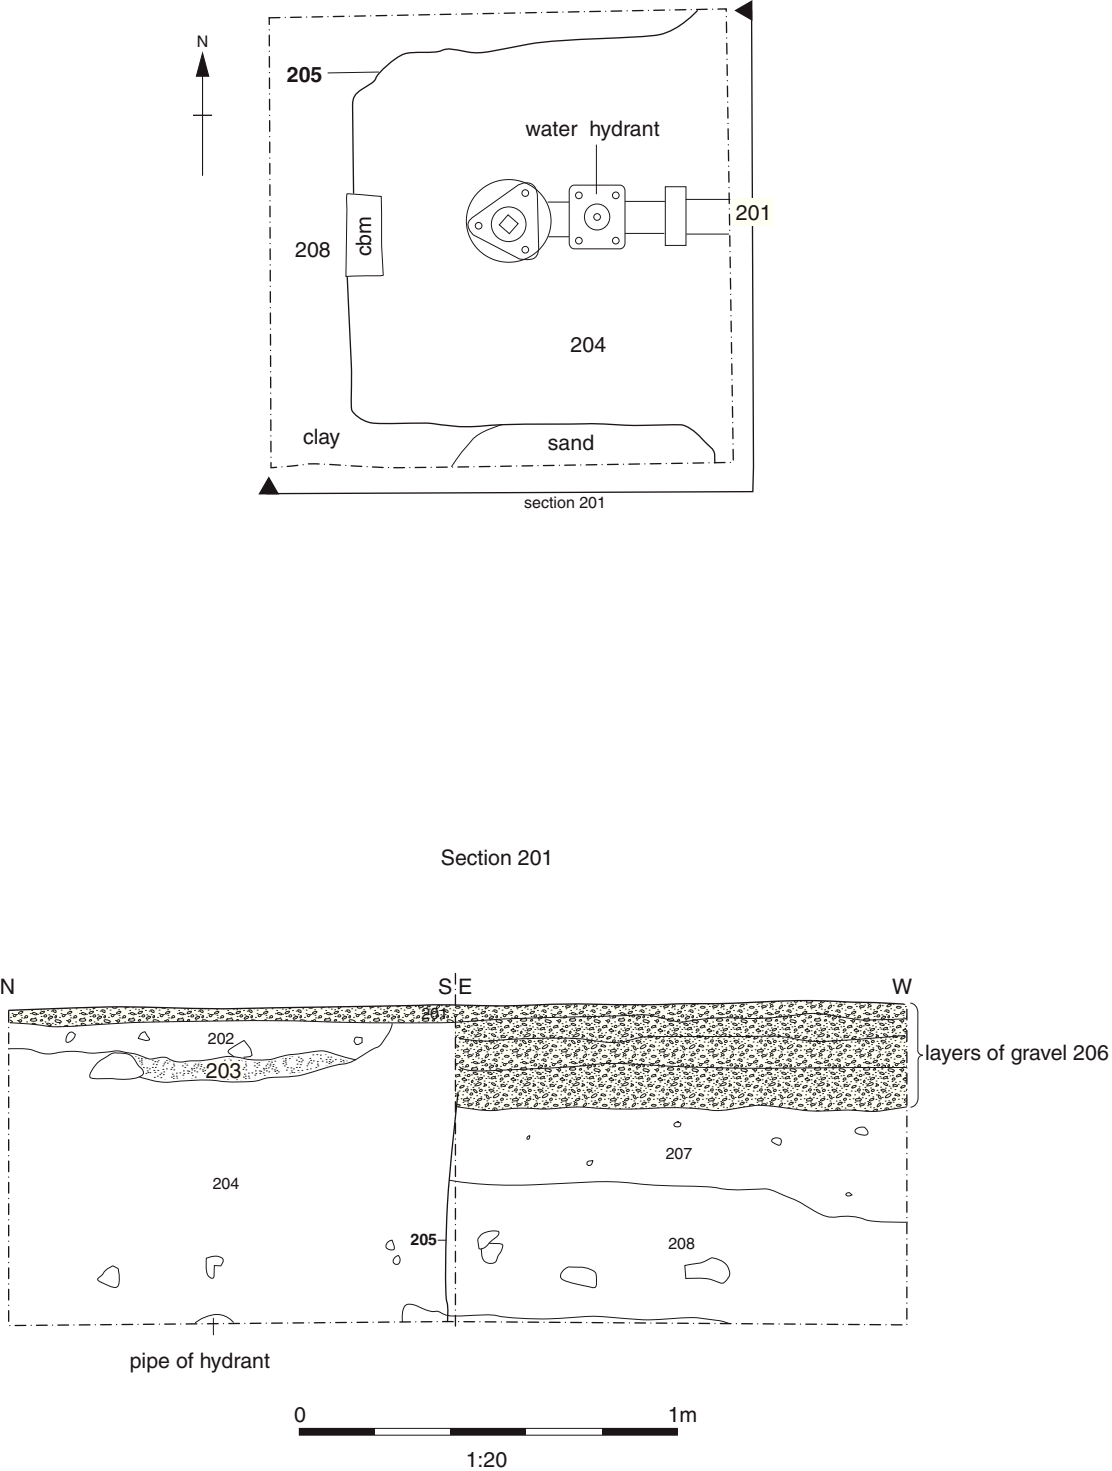 N
205
water hydrant
201
cbm
208
204
clay
sand
section 201
Section 201
N
S E
W
201
202
203
layers of gravel 206
207
204
205
208
pipe of hydrant
0
1m
1:20